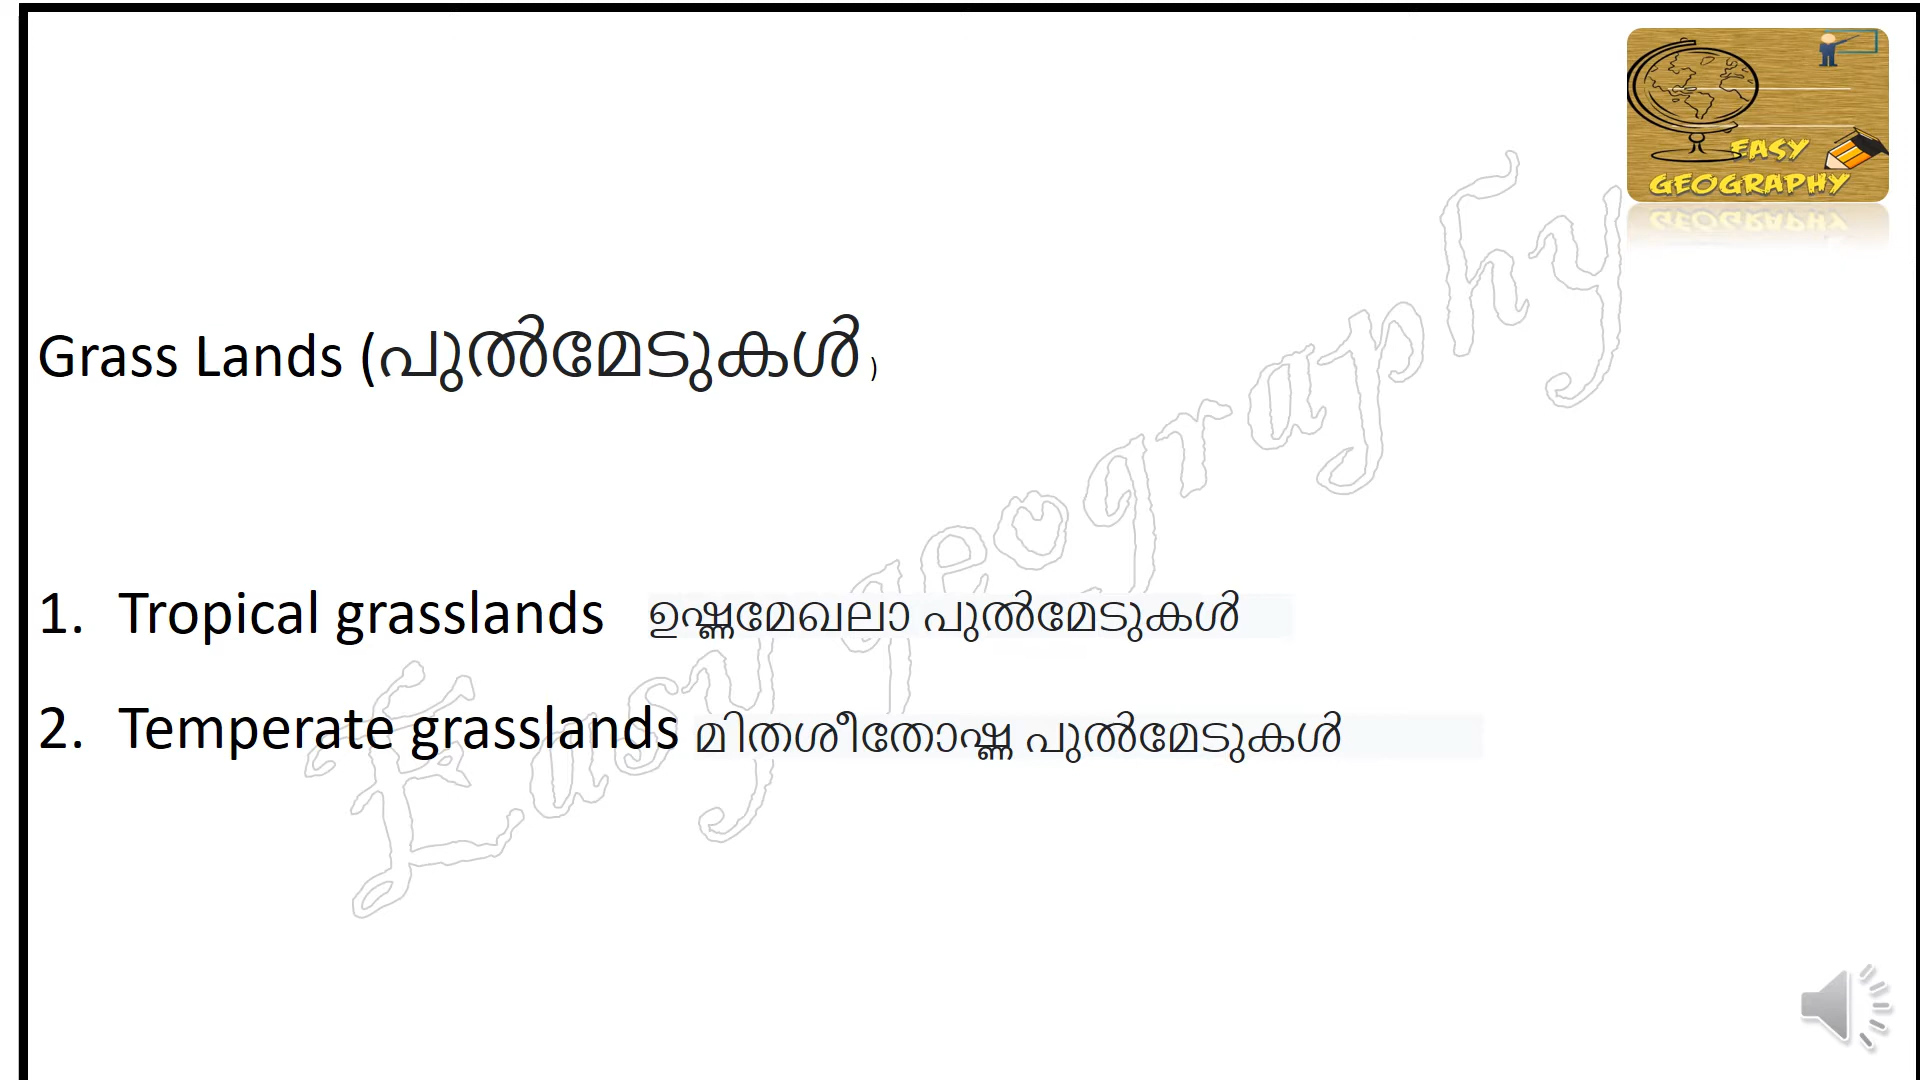 EASY
GEOGRAPHY
Grass Lands (പുൽമേടുകൾ )
1. Tropical grasslands ഉഷ്ണമേഖലാ പുൽമേടുകൾ
2. Temperate grasslands മിതശീതോഷ്ണ പുൽമേടുകൾ
Easy geography